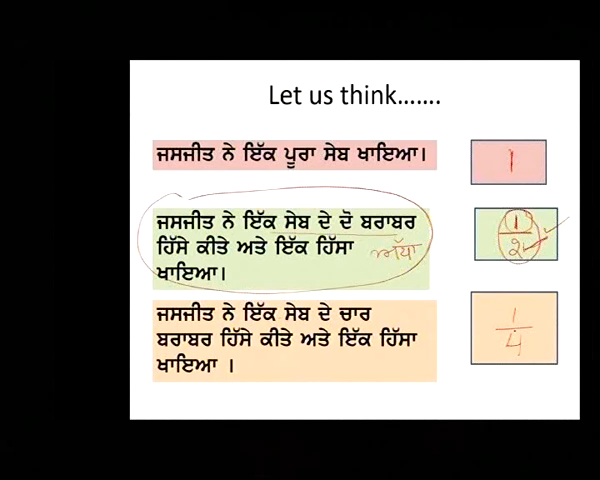 Let us think.......
ਜਸਜੀਤ ਨੇ ਇੱਕ ਪੂਰਾ ਸੇਬ ਖਾਇਆ।
1
ਜਸਜੀਤ ਨੇ ਇੱਕ ਸੇਬ ਦੇ ਦੋ ਬਰਾਬਰ
ਹਿੱਸੇ ਕੀਤੇ ਅਤੇ ਇੱਕ ਹਿੱਸਾ
ਖਾਇਆ।
ਅੱਧਾ
1
2
ਜਸਜੀਤ ਨੇ ਇੱਕ ਸੇਬ ਦੇ ਚਾਰ
ਬਰਾਬਰ ਹਿੱਸੇ ਕੀਤੇ ਅਤੇ ਇੱਕ ਹਿੱਸਾ
ਖਾਇਆ ।
1
4